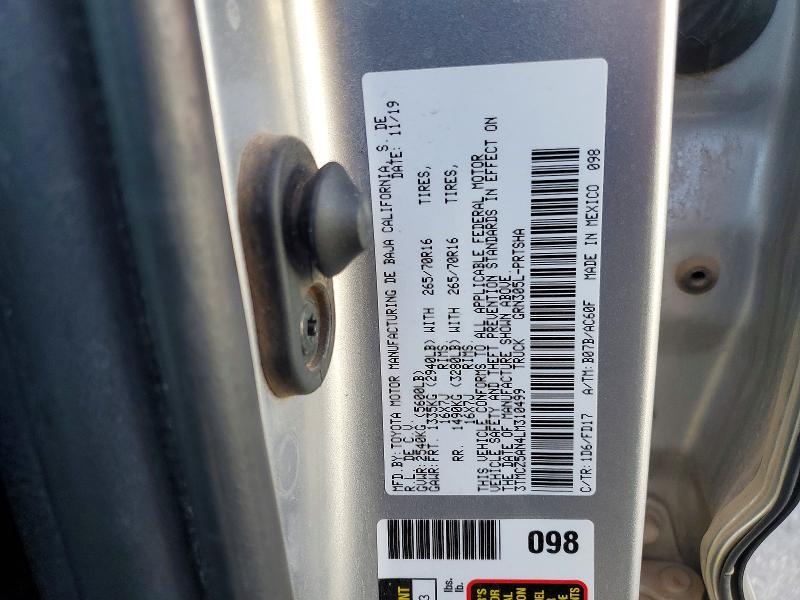 MFD.BY:TOYOTA MOTOR MANUFACTURING DE BAJA CALIFORNIA, S. DE
R.L. DE C.V. DATE: 11/19
GVWR:2540KG (5600LB)
GAWR:FRT. 1335KG (2940LB) WITH 265/70R16 TIRES,
16X7J RIMS,
RR. 1490KG (3280LB) WITH 265/70R16 TIRES,
16X7J RIMS.
THIS VEHICLE CONFORMS TO ALL APPLICABLE FEDERAL MOTOR
VEHICLE SAFETY AND THEFT PREVENTION STANDARDS IN EFFECT ON
THE DATE OF MANUFACTURE SHOWN ABOVE.
3TMCZ5AN4LM310499 TRUCK GRN305L-PRTSHA
C/TR:1D6/FD17 A/TM:B07B/AC60F MADE IN MEXICO 098
098
lbs.
lb.
3